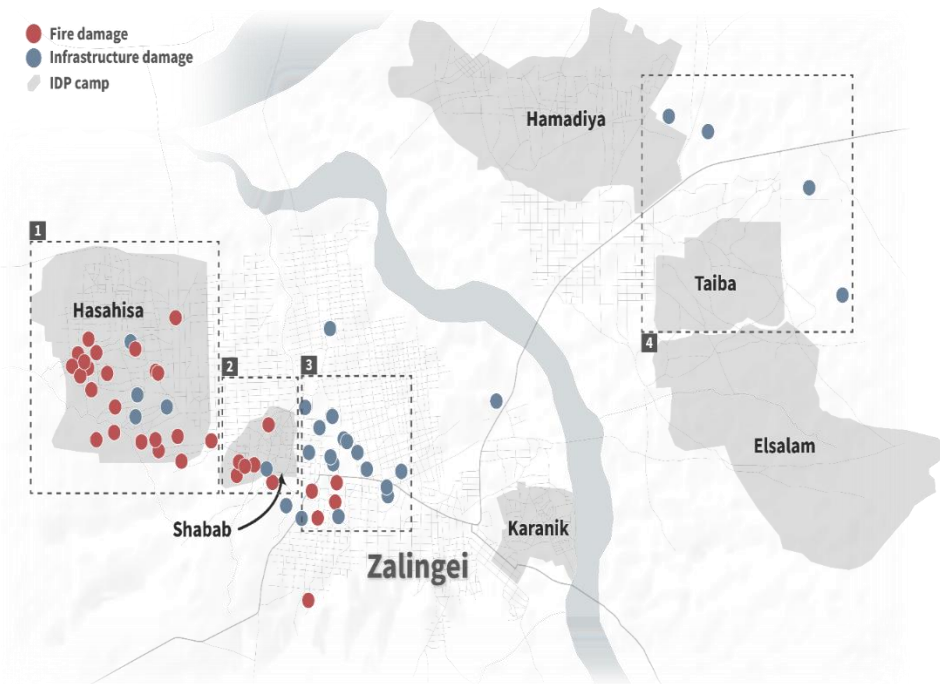 Fire damage
Infrastructure damage
IDP camp
Hamadiya
1
Hasahisa
Taiba
2
3
4
Elsalam
Shabab
Karanik
Zalingei